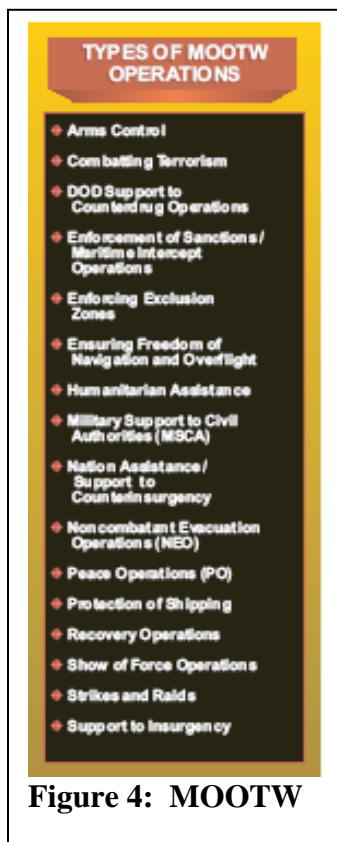 TYPES OF MOOTW
OPERATIONS
Arms Control
Combatting Terrorism
DOD Support to
Counterdrug Operations
Enforcement of Sanctions/
Maritime Intercept
Operations
Enforcing Exclusion
Zones
Ensuring Freedom of
Navigation and Overflight
Humanitarian Assistance
Military Support to Civil
Authorities (MSCA)
Nation Assistance/
Support to
Counterinsurgency
Noncombatant Evacuation
Operations (NEO)
Peace Operations (PO)
Protection of Shipping
Recovery Operations
Show of Force Operations
Strikes and Raids
Support to Insurgency
Figure 4: MOOTW